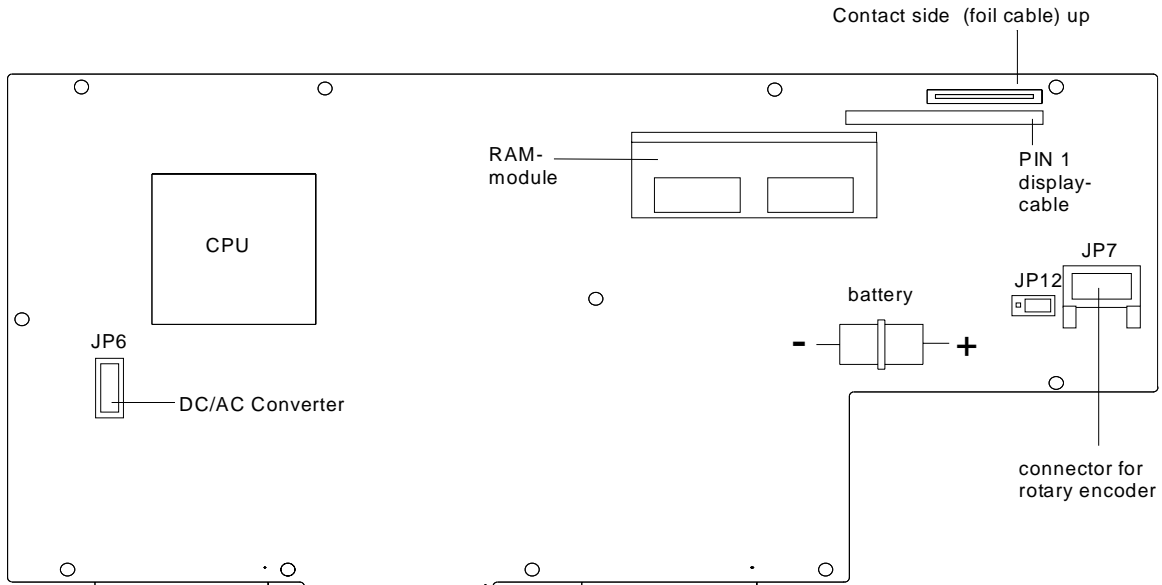 Contact side (foil cable) up
RAM-
module
PIN 1
display-
cable
CPU
JP7
JP12
battery
- +
JP6
DC/AC Converter
connector for
rotary encoder